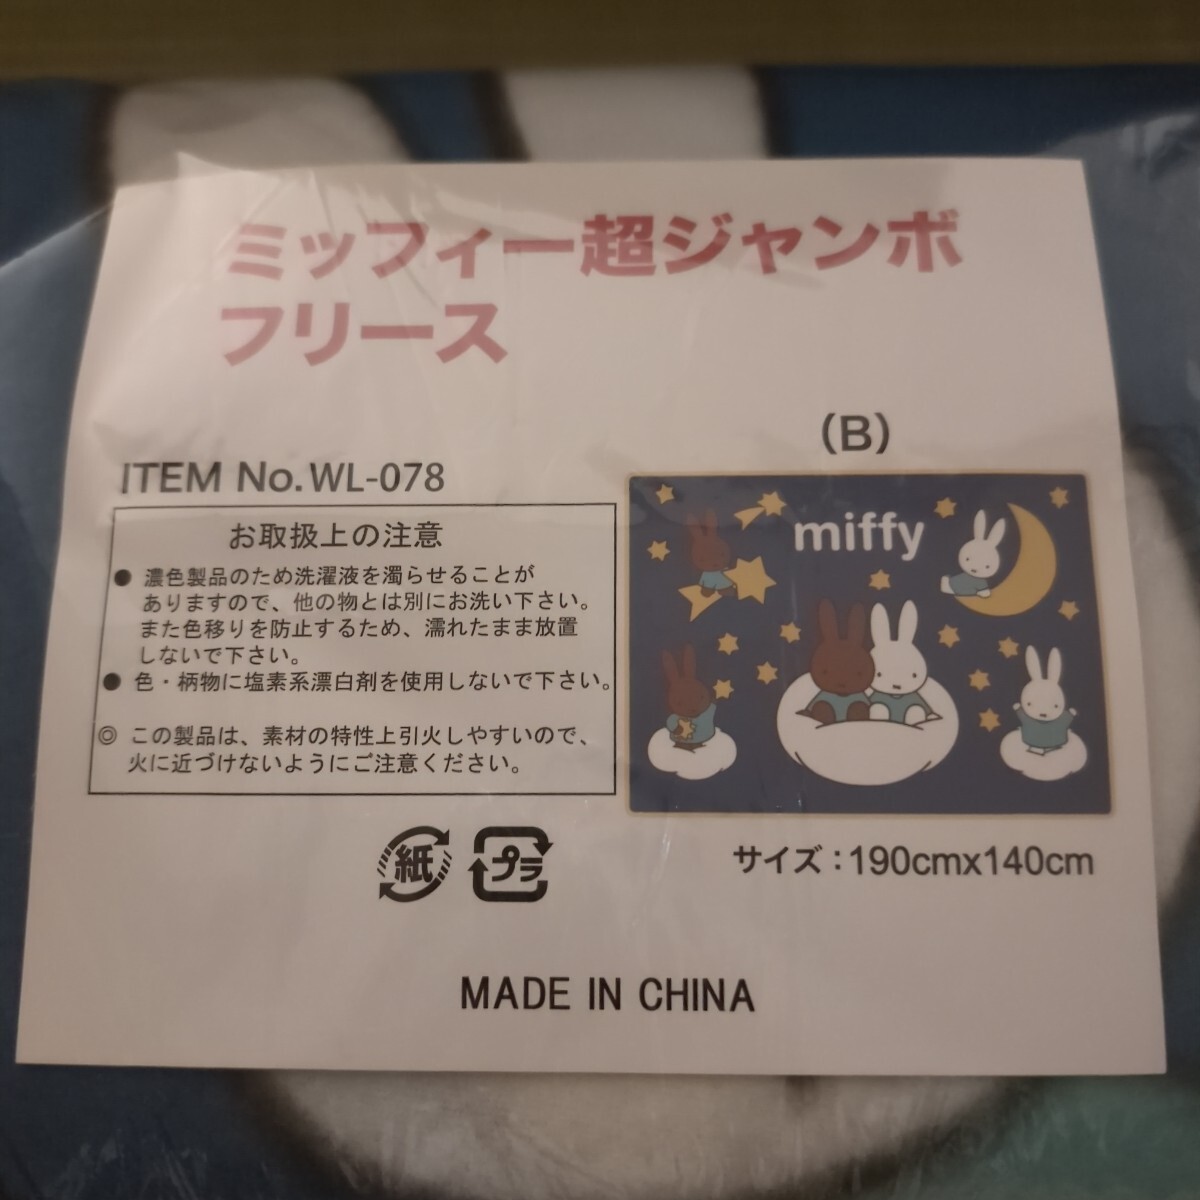 ミッフィー超ジャンボ
フリース
(B)
ITEM No.WL-078
お取扱上の注意
● 濃色製品のため洗濯液を濁らせることが
ありますので、他の物とは別にお洗い下さい。
また色移りを防止するため、濡れたまま放置
しないで下さい。
● 色・柄物に塩素系漂白剤を使用しないで下さい。
◎ この製品は、素材の特性上引火しやすいので、
火に近づけないようにご注意ください。
miffy
紙 プラ
サイズ：190cmx140cm
MADE IN CHINA